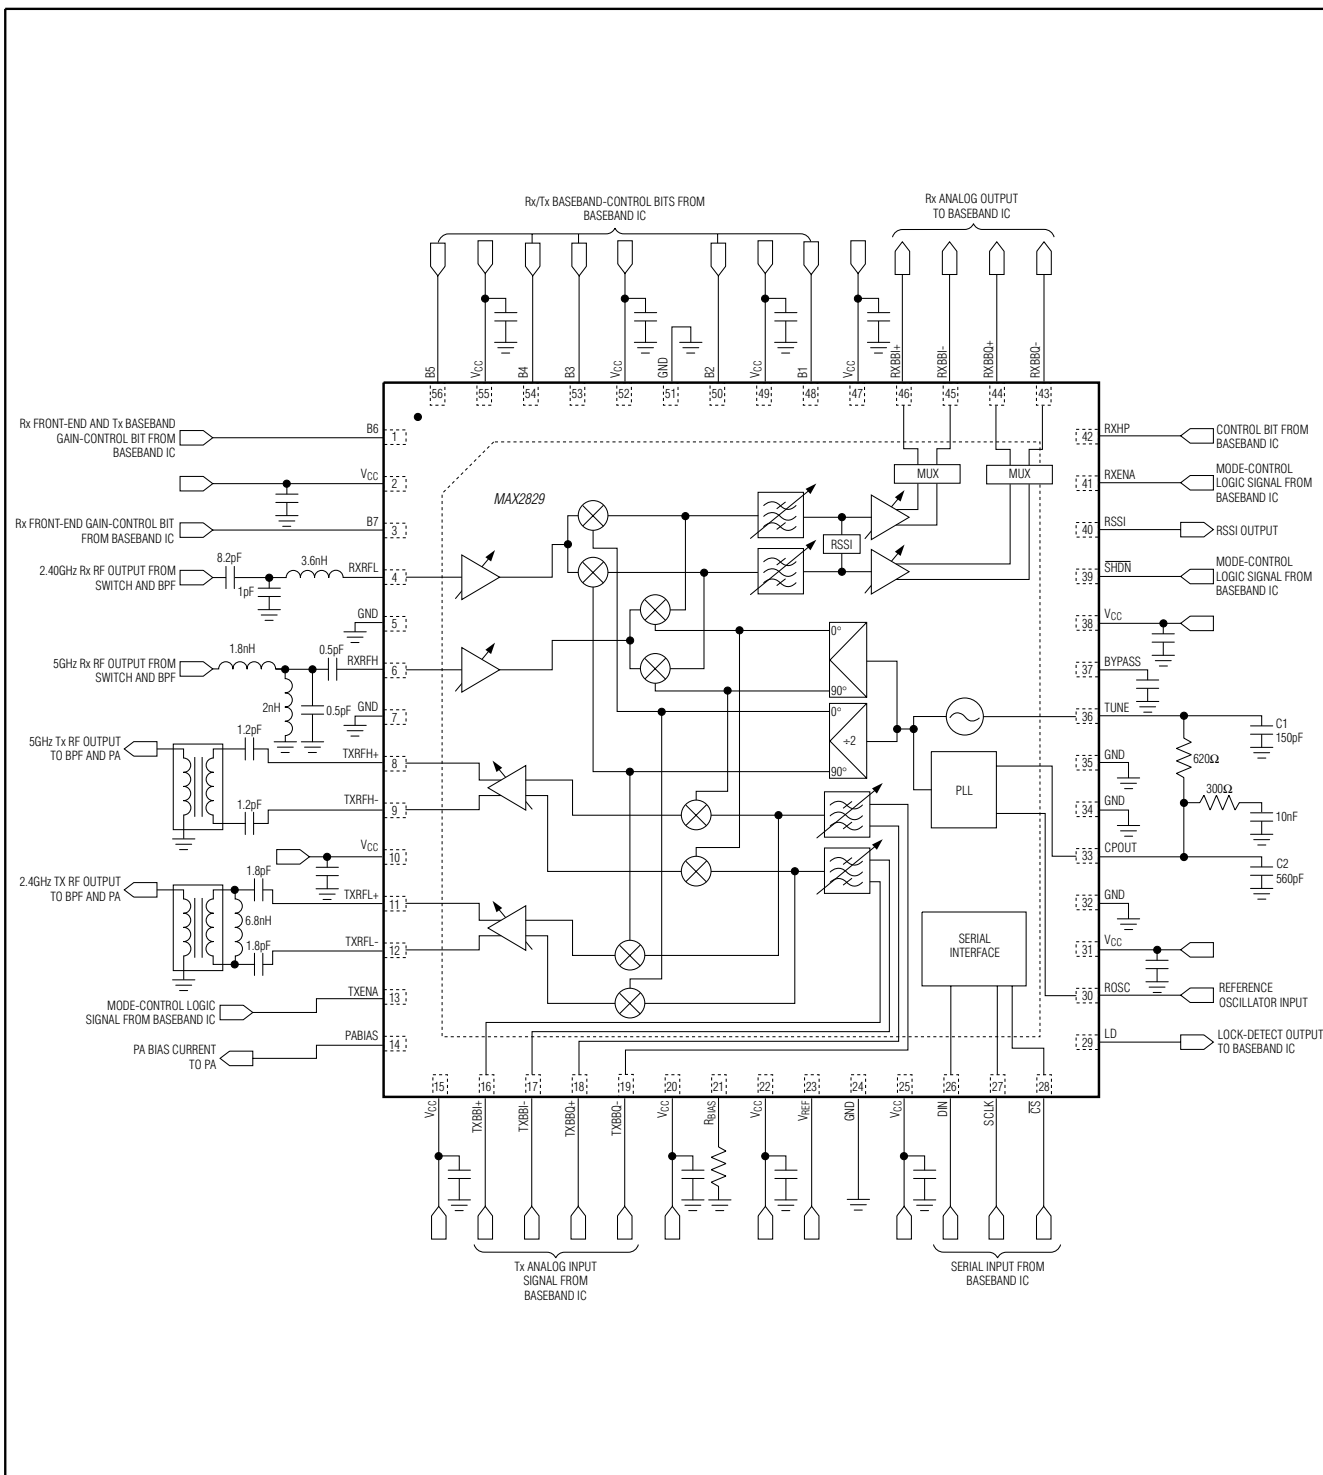 Rx/Tx BASEBAND-CONTROL BITS FROM
BASEBAND IC
Rx ANALOG OUTPUT
TO BASEBAND IC
B5
VCC
B4
B3
VCC
GND
B2
VCC
B1
VCC
RXBBI+
RXBBI-
RXBBQ+
RXBBQ-
56
55
54
53
52
51
50
49
48
47
46
45
44
43
Rx FRONT-END AND Tx BASEBAND
GAIN-CONTROL BIT FROM
BASEBAND IC
B6
1
VCC
2
Rx FRONT-END GAIN-CONTROL BIT
FROM BASEBAND IC
B7
3
2.40GHz Rx RF OUTPUT FROM
SWITCH AND BPF
8.2pF
1pF
3.6nH
RXRFL
4
GND
5
5GHz Rx RF OUTPUT FROM
SWITCH AND BPF
1.8nH
2nH
0.5pF
0.5pF
RXRFH
6
GND
7
5GHz Tx RF OUTPUT
TO BPF AND PA
1.2pF
1.2pF
TXRFH+
8
TXRFH-
9
VCC
10
2.4GHz TX RF OUTPUT
TO BPF AND PA
1.8pF
6.8nH
1.8pF
TXRFL+
11
TXRFL-
12
MODE-CONTROL LOGIC
SIGNAL FROM BASEBAND IC
TXENA
13
PA BIAS CURRENT
TO PA
PABIAS
14
MAX2829
MUX
MUX
RSSI
0°
90°
0°
÷2
90°
PLL
SERIAL
INTERFACE
42
RXHP
CONTROL BIT FROM
BASEBAND IC
41
RXENA
MODE-CONTROL
LOGIC SIGNAL FROM
BASEBAND IC
40
RSSI
RSSI OUTPUT
39
SHDN
MODE-CONTROL
LOGIC SIGNAL FROM
BASEBAND IC
38
VCC
37
BYPASS
36
TUNE
C1
150pF
620Ω
35
GND
300Ω
10nF
34
GND
33
CPOUT
C2
560pF
32
GND
31
VCC
30
ROSC
REFERENCE
OSCILLATOR INPUT
29
LD
LOCK-DETECT OUTPUT
TO BASEBAND IC
15
16
17
18
19
20
21
22
23
24
25
26
27
28
VCC
TXBBI+
TXBBI-
TXBBQ+
TXBBQ-
VCC
RBIAS
VCC
VREF
GND
VCC
DIN
SCLK
CS
Tx ANALOG INPUT
SIGNAL FROM
BASEBAND IC
SERIAL INPUT FROM
BASEBAND IC